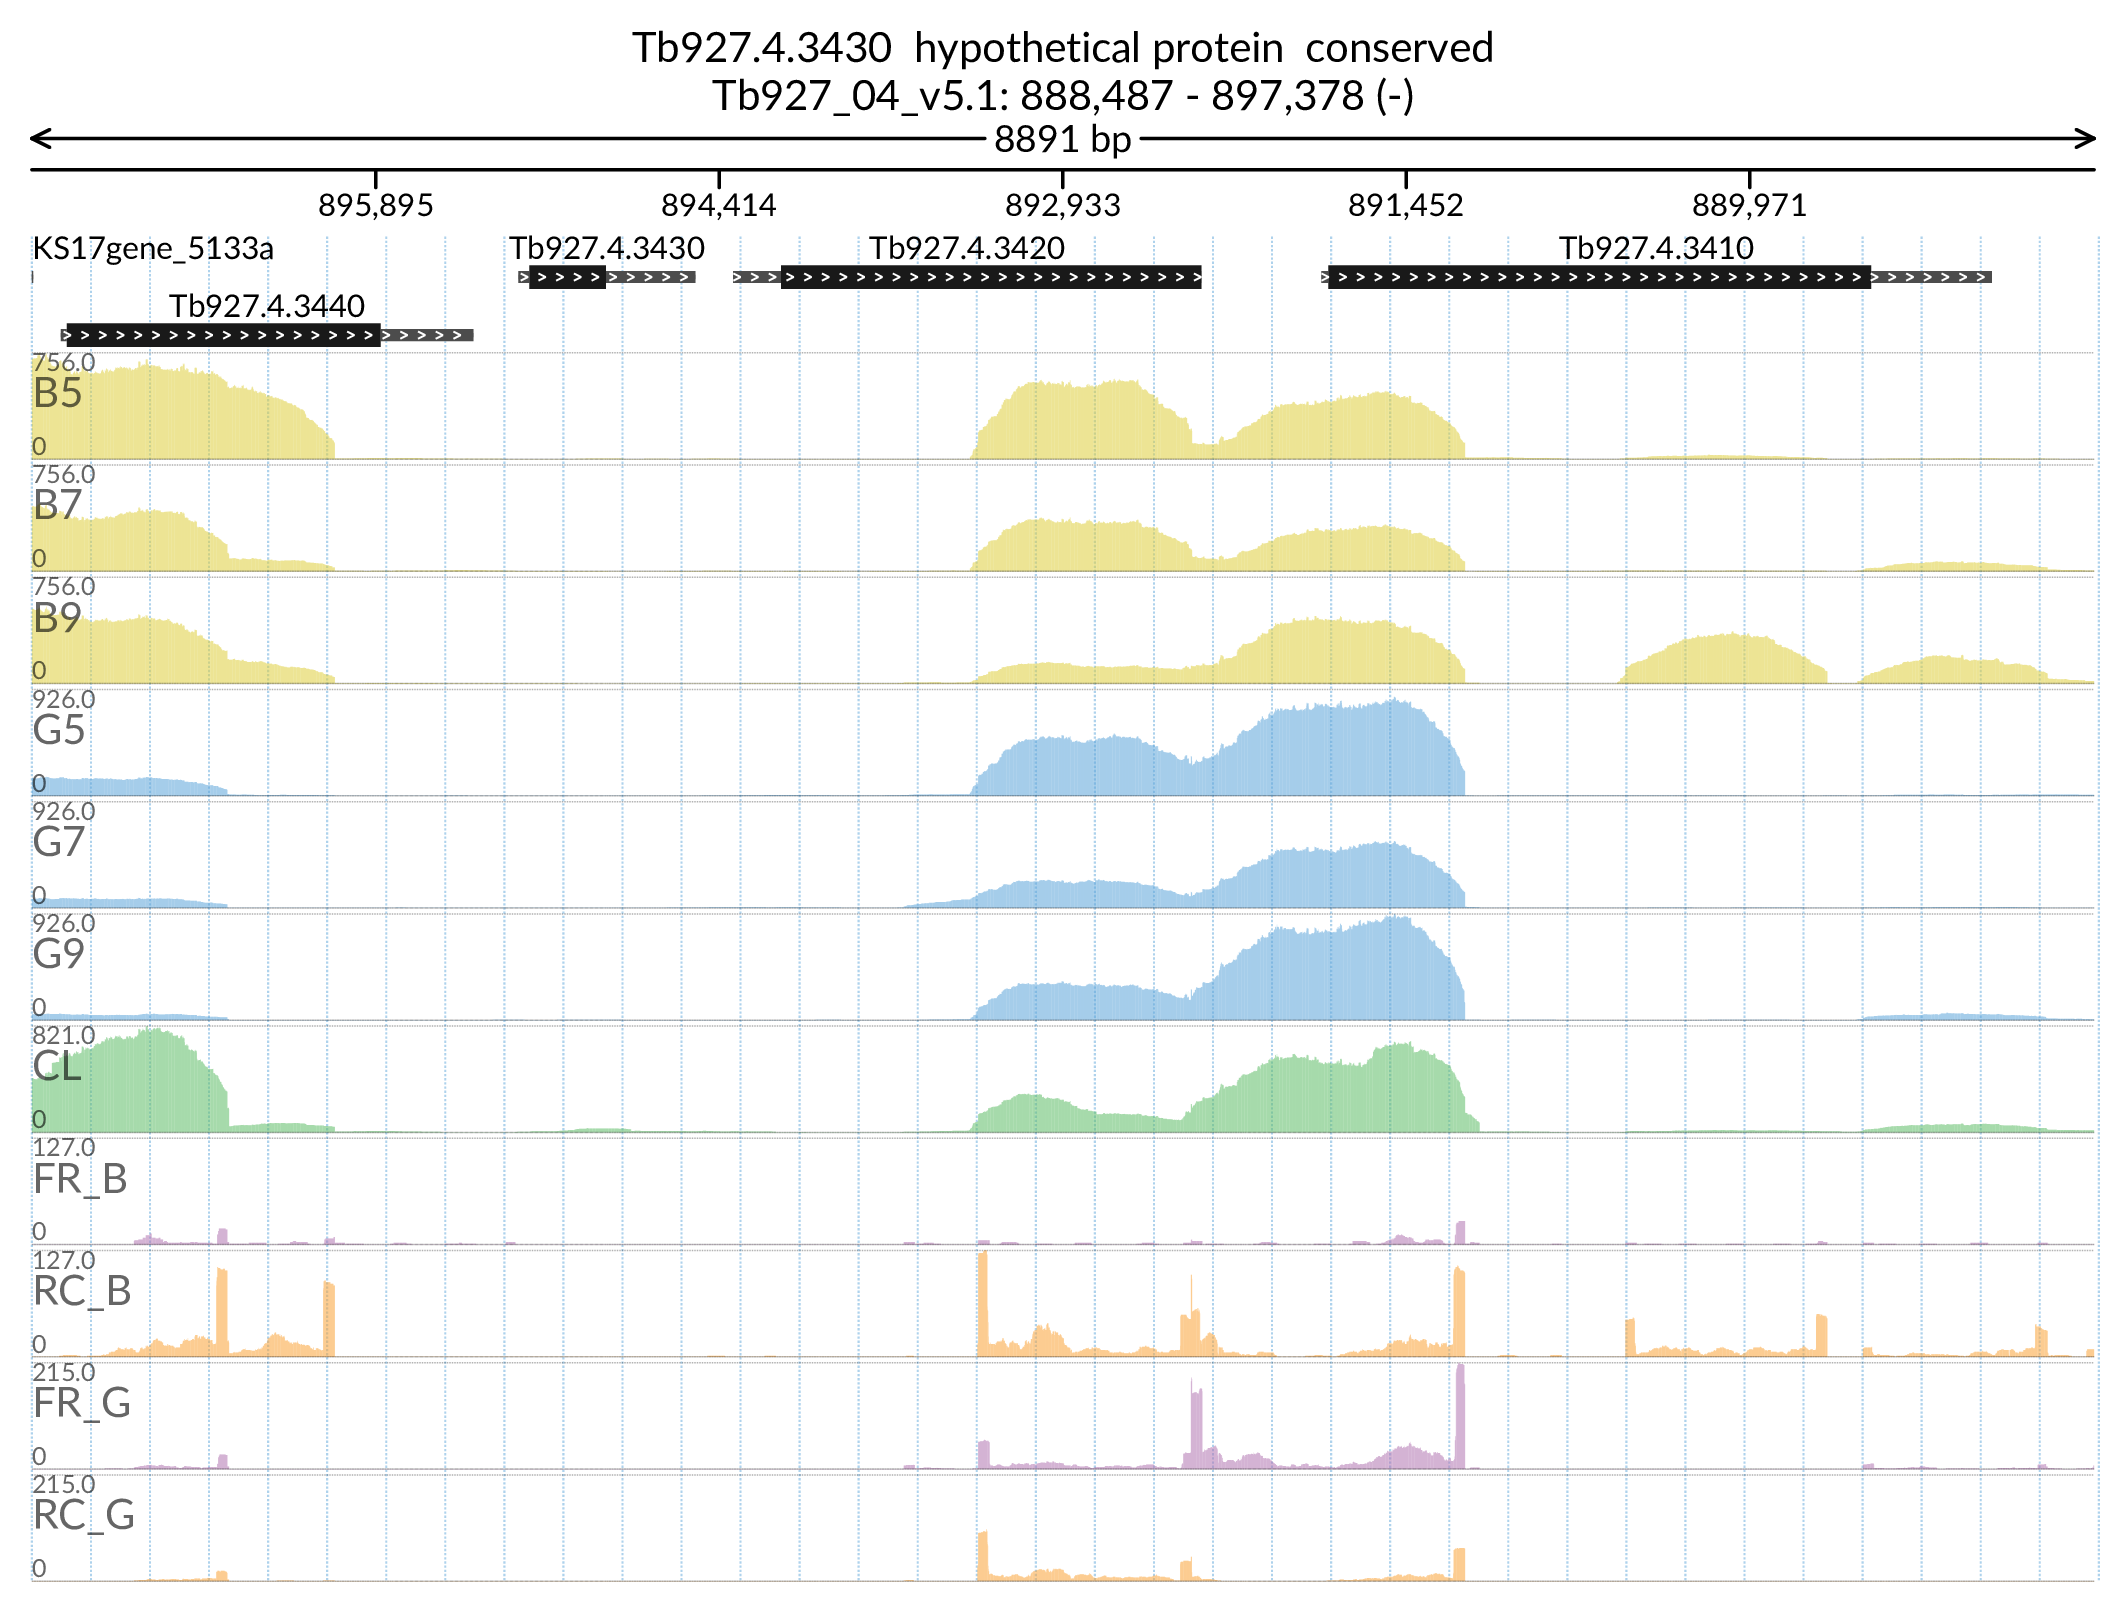 Tb927.4.3430 hypothetical protein conserved
Tb927_04_v5.1: 888,487 - 897,378 (-)
8891 bp
895,895 894,414 892,933 891,452 889,971
KS17gene_5133a Tb927.4.3430 Tb927.4.3420 Tb927.4.3410
Tb927.4.3440
756.0
B5
0
756.0
B7
0
756.0
B9
0
926.0
G5
0
926.0
G7
0
926.0
G9
0
821.0
CL
0
127.0
FR_B
0
127.0
RC_B
0
215.0
FR_G
0
215.0
RC_G
0